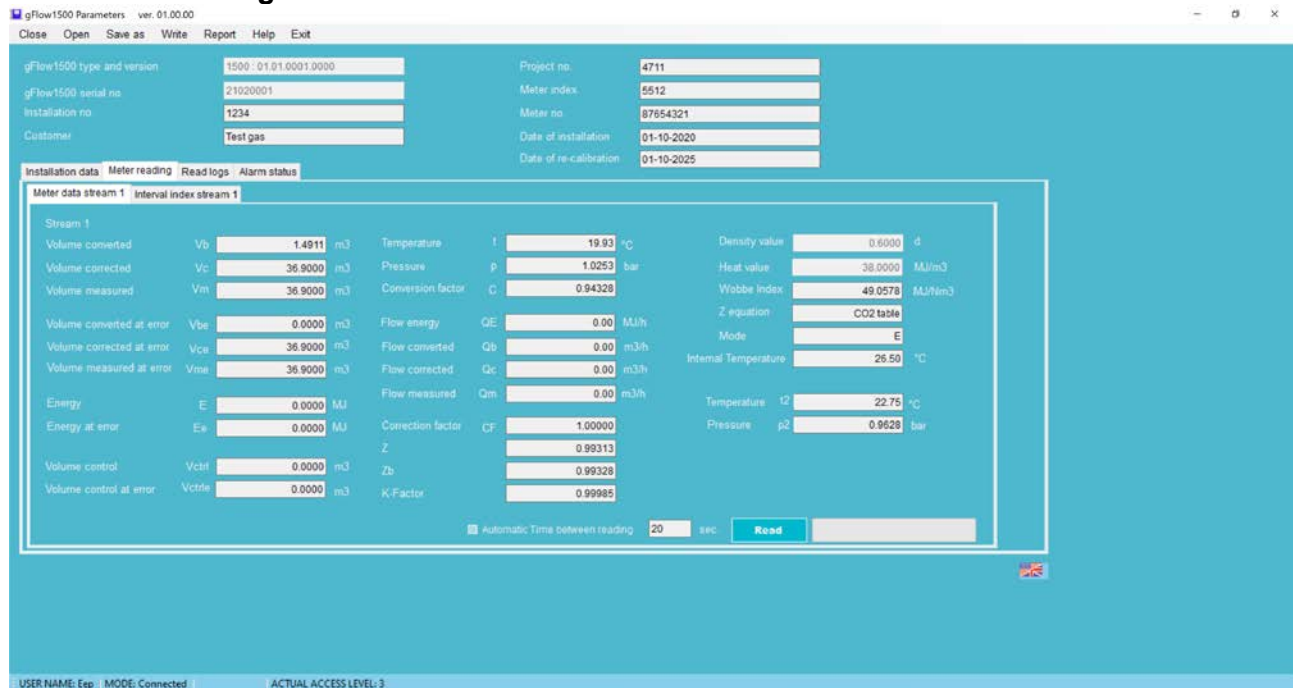 g
gFlow1500 Parameters ver. 01.00.00
Close Open Save as Write Report Help Exit
gFlow1500 type and version 1500 : 01.01.0001.0000 Project no. 4711
gFlow1500 serial no. 21020001 Meter index 5512
Installation no 1234 Meter no. 87654321
Customer Test gas Date of installation 01-10-2020
Date of re-calibration 01-10-2025
Installation data Meter reading Read logs Alarm status
Meter data stream 1 Interval index stream 1
Stream 1
Volume converted Vb 1.4911 m3 Temperature t 19.93 °C Density value 0.6000 d
Volume corrected Vc 36.9000 m3 Pressure p 1.0253 bar Heat value 38.0000 MJ/m3
Volume measured Vm 36.9000 m3 Conversion factor C 0.94328 Wobbe Index 49.0578 MJ/Nm3
Z equation CO2 table
Volume converted at error Vbe 0.0000 m3 Flow energy QE 0.00 MJ/h Mode E
Volume corrected at error Vce 36.9000 m3 Flow converted Qb 0.00 m3/h Internal Temperature 26.50 °C
Volume measured at error Vme 36.9000 m3 Flow corrected Qc 0.00 m3/h
Flow measured Qm 0.00 m3/h
Energy E 0.0000 MJ Temperature t2 22.75 °C
Energy at error Ee 0.0000 MJ Correction factor CF 1.00000 Pressure p2 0.9628 bar
Z 0.99313
Volume control Vctrl 0.0000 m3 Zb 0.99328
Volume control at error Vctrle 0.0000 m3 K-Factor 0.99985
Automatic Time between reading 20 sec Read
USER NAME: Eep MODE: Connected ACTUAL ACCESS LEVEL: 3